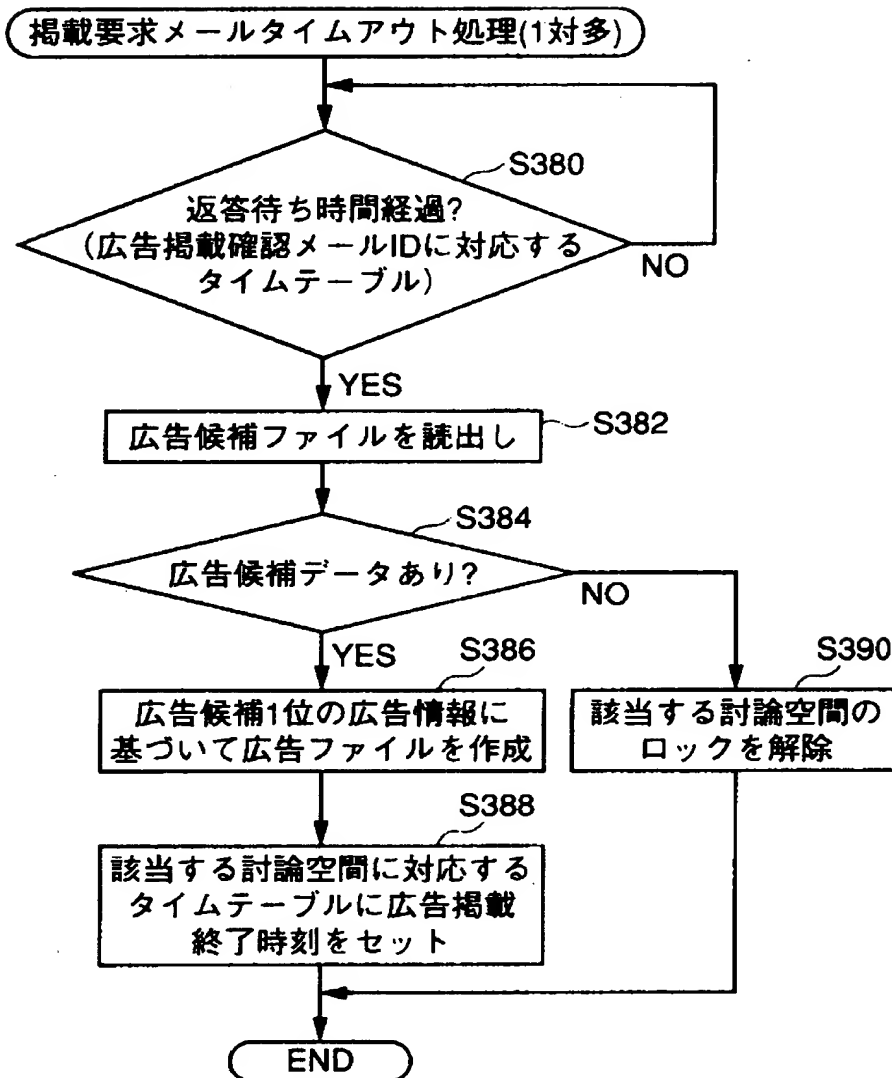 掲載要求メールタイムアウト処理(1対多)
S380
返答待ち時間経過?
(広告掲載確認メールIDに対応する
タイムテーブル)
NO
YES
広告候補ファイルを読出し
S382
S384
広告候補データあり?
NO
YES
S386
S390
広告候補1位の広告情報に
基づいて広告ファイルを作成
該当する討論空間の
ロックを解除
S388
該当する討論空間に対応する
タイムテーブルに広告掲載
終了時刻をセット
END